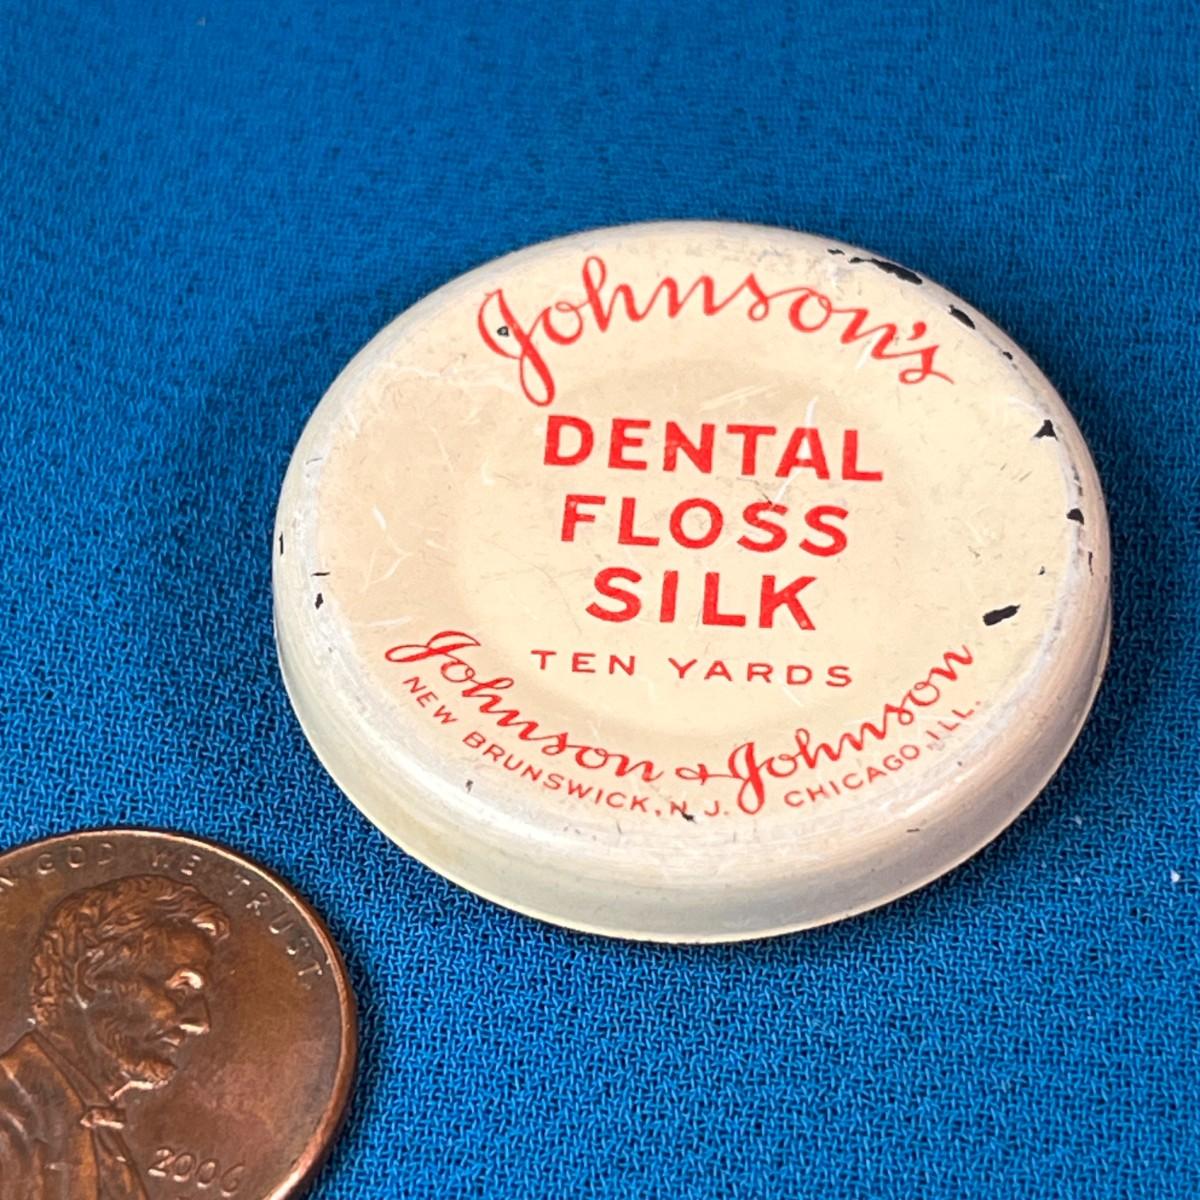 Johnson's
DENTAL
FLOSS
SILK
TEN YARDS
Johnson & Johnson
NEW BRUNSWICK, N.J. CHICAGO, ILL.
N GOD WE TRUST
2006